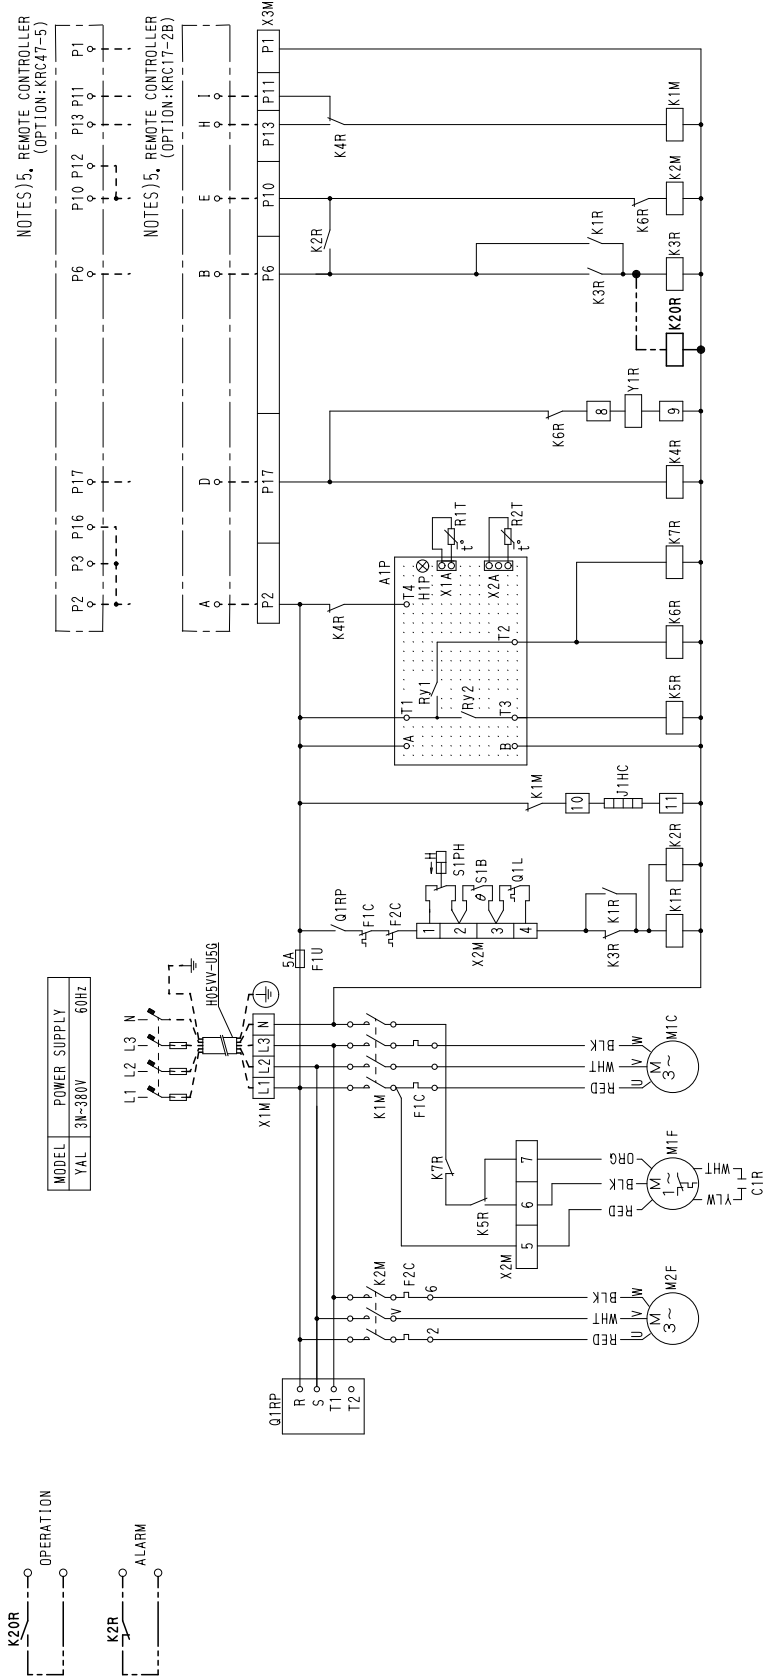 NOTES)5. REMOTE CONTROLLER
(OPTION:KRC47-5)
P2 P3 P16 P17 P6 P10 P12 P13 P11 P1
NOTES)5. REMOTE CONTROLLER
(OPTION:KRC17-2B)
A D B E H I
X3M
P2 P17 P6 P10 P13 P11 P1
K4R
K2R
K4R
K1R
K3R
K6R
K6R
K1M
K2M
K3R
K20R
8 Y1R 9
K4R
K7R
K6R
K5R
A1P
H1P
X1A
R1T
t°
X2A
R2T
t°
T4
T1
A
Ry1
Ry2
T2
T3
B
K1M
10 J1HC 11
Q1RP
F1C
F2C
X2M
1 2 3 4
H
S1PH
S1B
θ
Q1L
K3R
K1R
K1R
K2R
5A
F1U
MODEL POWER SUPPLY
YAL 3N~380V 60Hz
L1 L2 L3 N
H05VV-U5G
X1M
L1 L2 L3 N
K1M
F1C
RED WHT BLK
U V W
M
3~
M1C
K7R
K5R
X2M
5 6 7
RED BLK ORG
M
1~
M1F
YLW WHT
C1R
K2M
F2C
2 V 6
RED WHT BLK
U V W
M
3~
M2F
Q1RP
R
S
T1
T2
K20R
OPERATION
K2R
ALARM